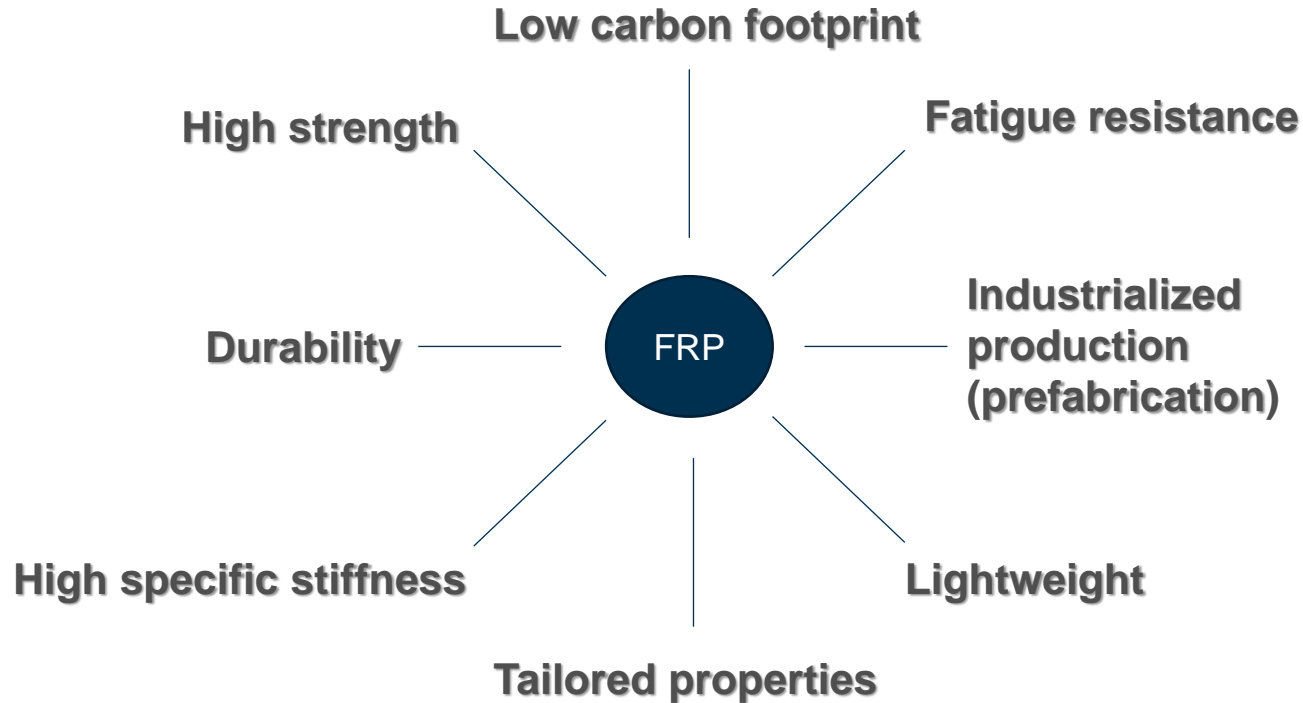 Low carbon footprint
High strength
Fatigue resistance
Durability
FRP
Industrialized
production
(prefabrication)
High specific stiffness
Lightweight
Tailored properties